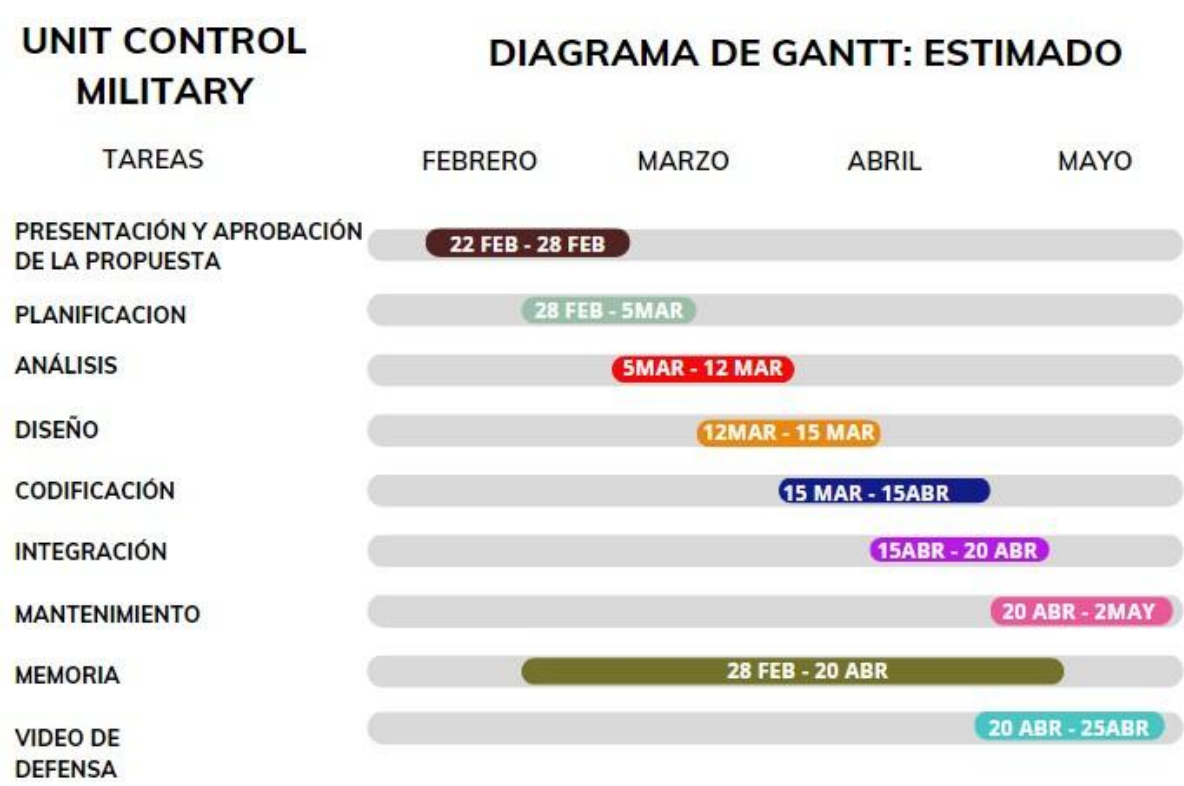 UNIT CONTROL
MILITARY
DIAGRAMA DE GANTT: ESTIMADO
TAREAS
FEBRERO
MARZO
ABRIL
MAYO
PRESENTACIÓN Y APROBACIÓN
DE LA PROPUESTA
22 FEB - 28 FEB
PLANIFICACION
28 FEB - 5MAR
ANÁLISIS
5MAR - 12 MAR
DISEÑO
12MAR - 15 MAR
CODIFICACIÓN
15 MAR - 15ABR
INTEGRACIÓN
15ABR - 20 ABR
MANTENIMIENTO
20 ABR - 2MAY
MEMORIA
28 FEB - 20 ABR
VIDEO DE
DEFENSA
20 ABR - 25ABR